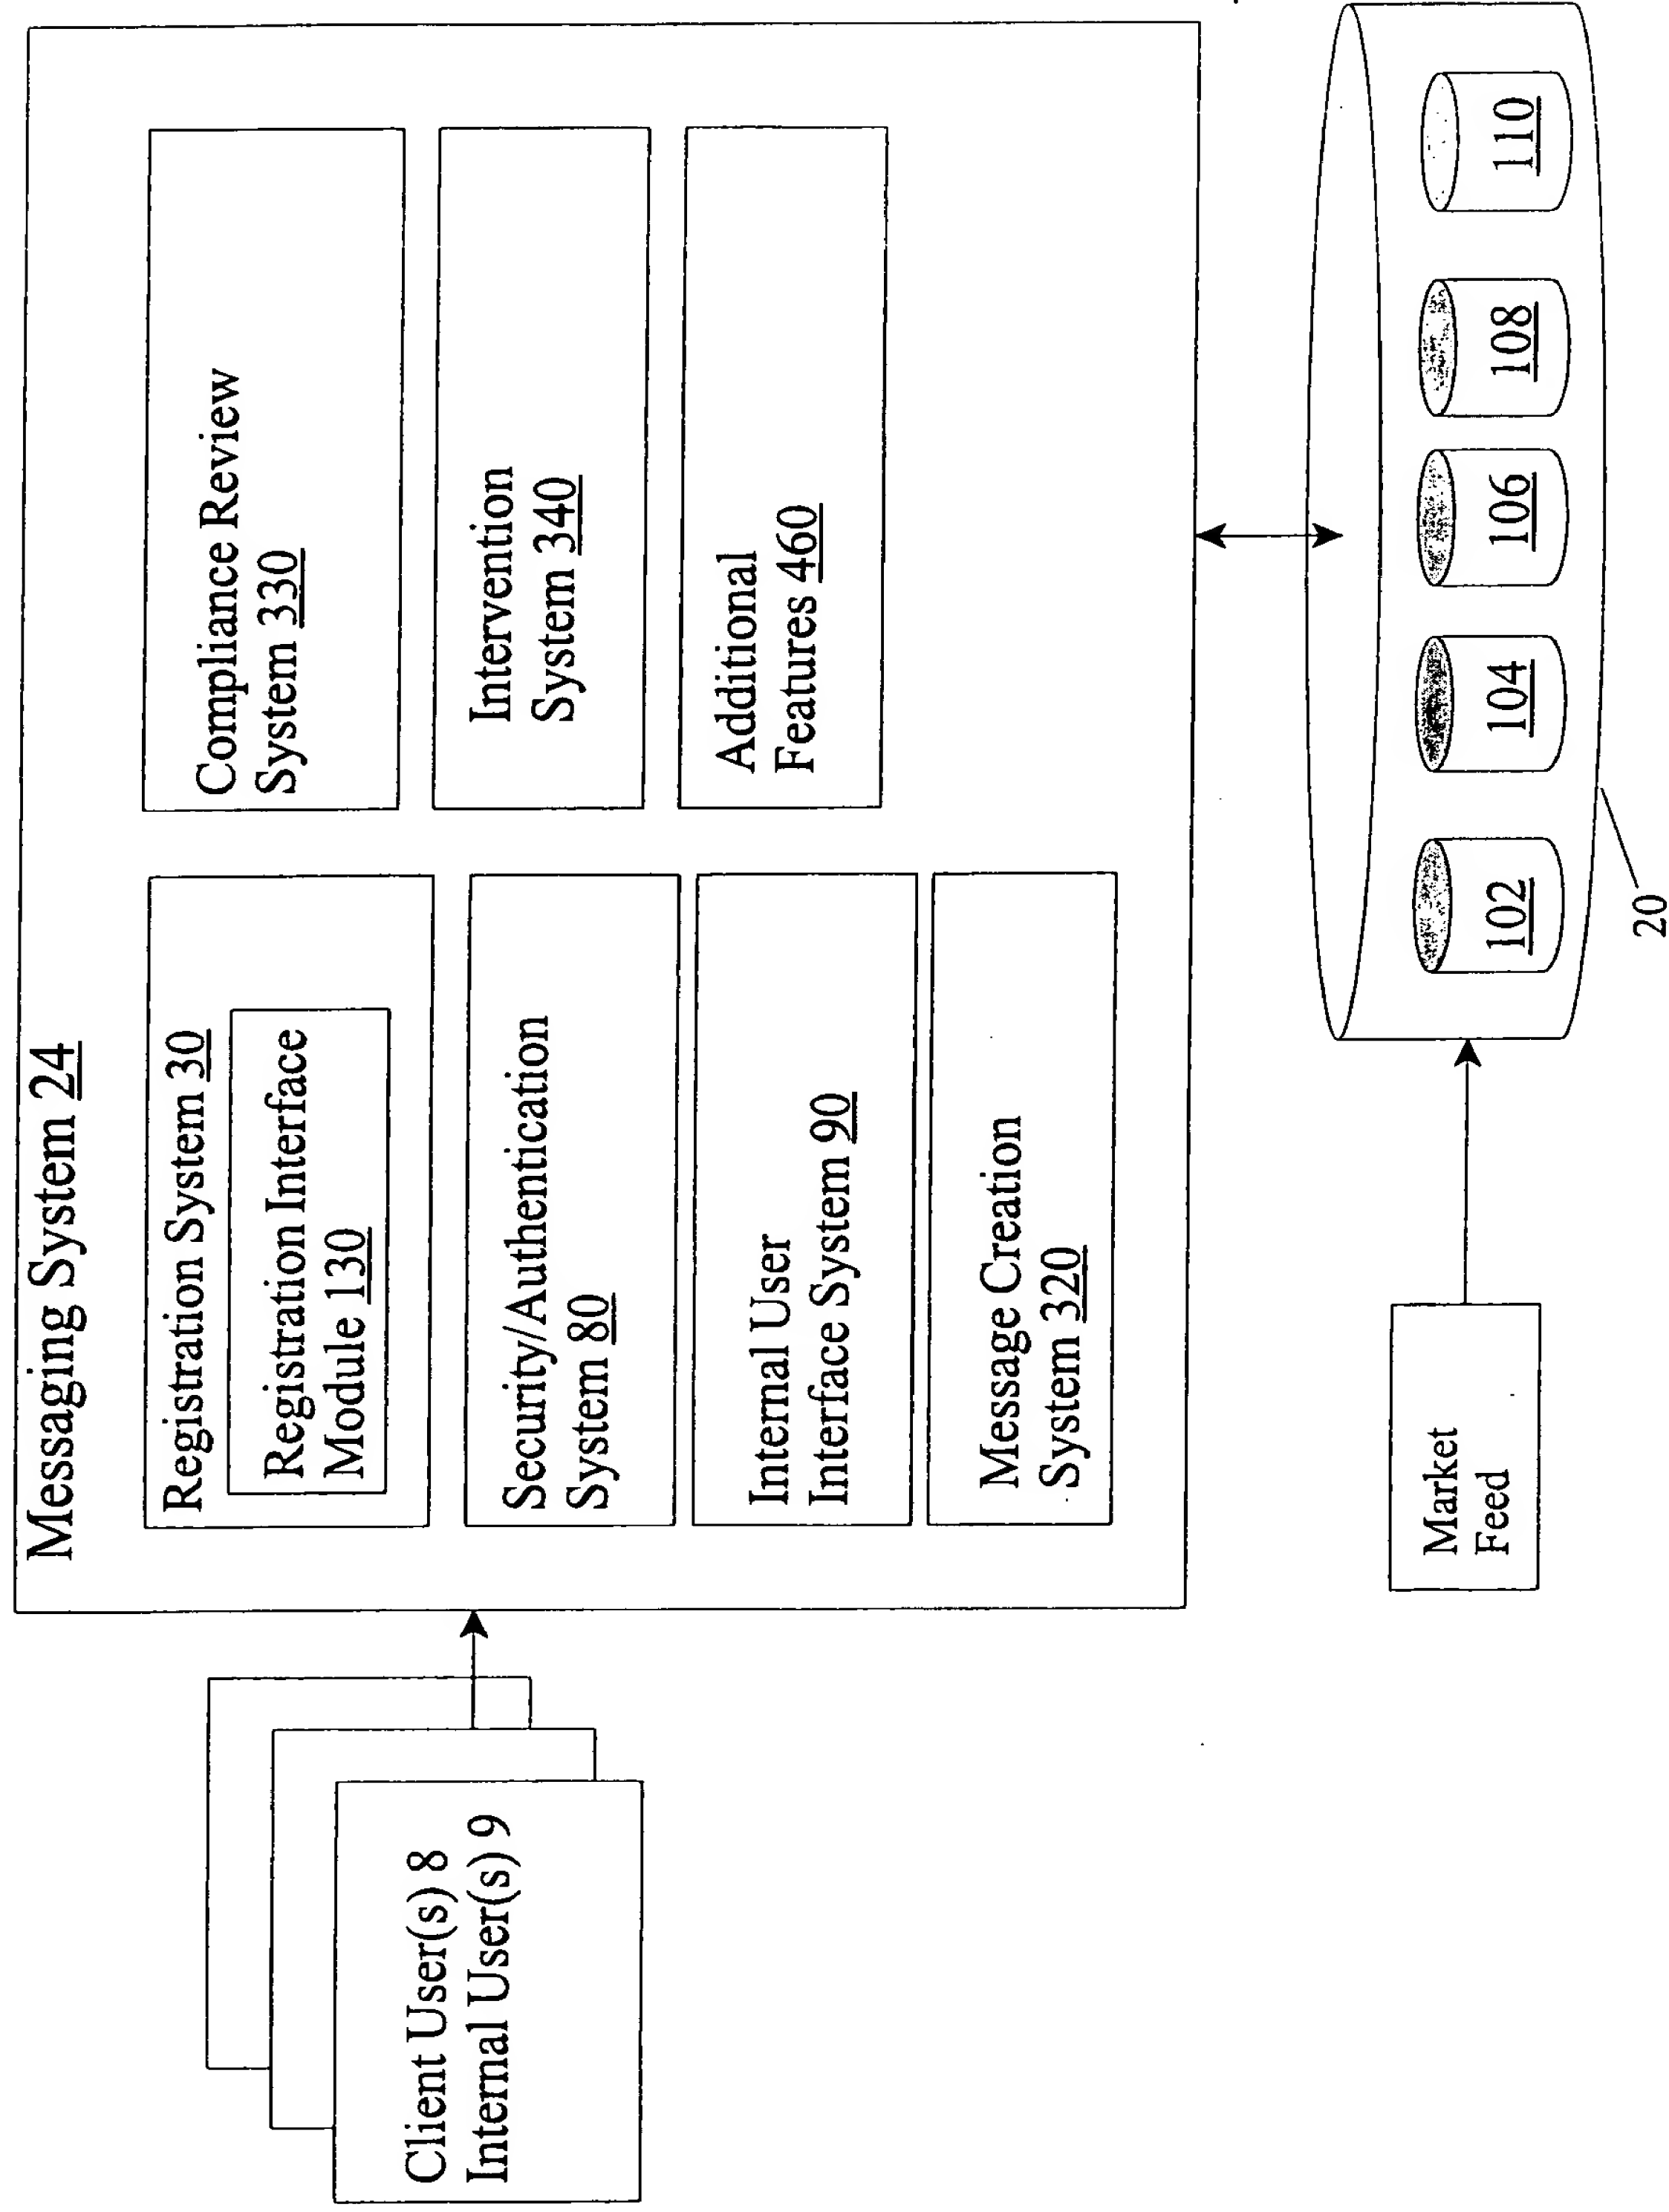 Messaging System 24
Registration System 30
Registration Interface
Module 130
Security/Authentication
System 80
Internal User
Interface System 90
Message Creation
System 320
Compliance Review
System 330
Intervention
System 340
Additional
Features 460
Client User(s) 8
Internal User(s) 9
Market
Feed
102
104
106
108
110
20